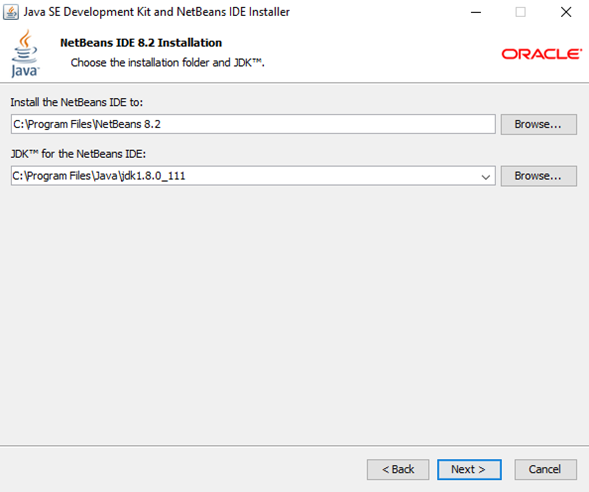 Java SE Development Kit and NetBeans IDE Installer
NetBeans IDE 8.2 Installation
Choose the installation folder and JDK™.
Java™
ORACLE®
Install the NetBeans IDE to:
C:\Program Files\NetBeans 8.2
Browse...
JDK™ for the NetBeans IDE:
C:\Program Files\Java\jdk1.8.0_111
Browse...
< Back
Next >
Cancel